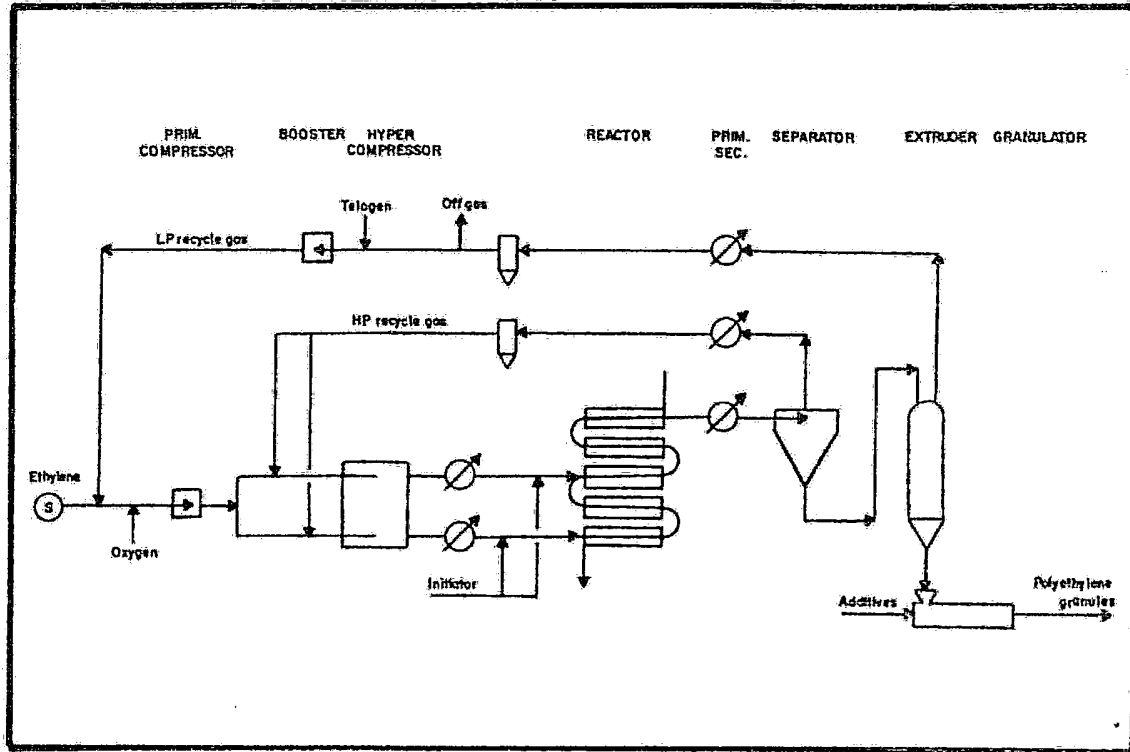 PRIM.
COMPRESSOR
BOOSTER
HYPER
COMPRESSOR
REACTOR
PRIM.
SEC.
SEPARATOR
EXTRUDER
GRANULATOR
Telogen
Off gas
LP recycle gas
HP recycle gas
Ethylene
S
Oxygen
Initiator
Additives
Polyethylene
granules